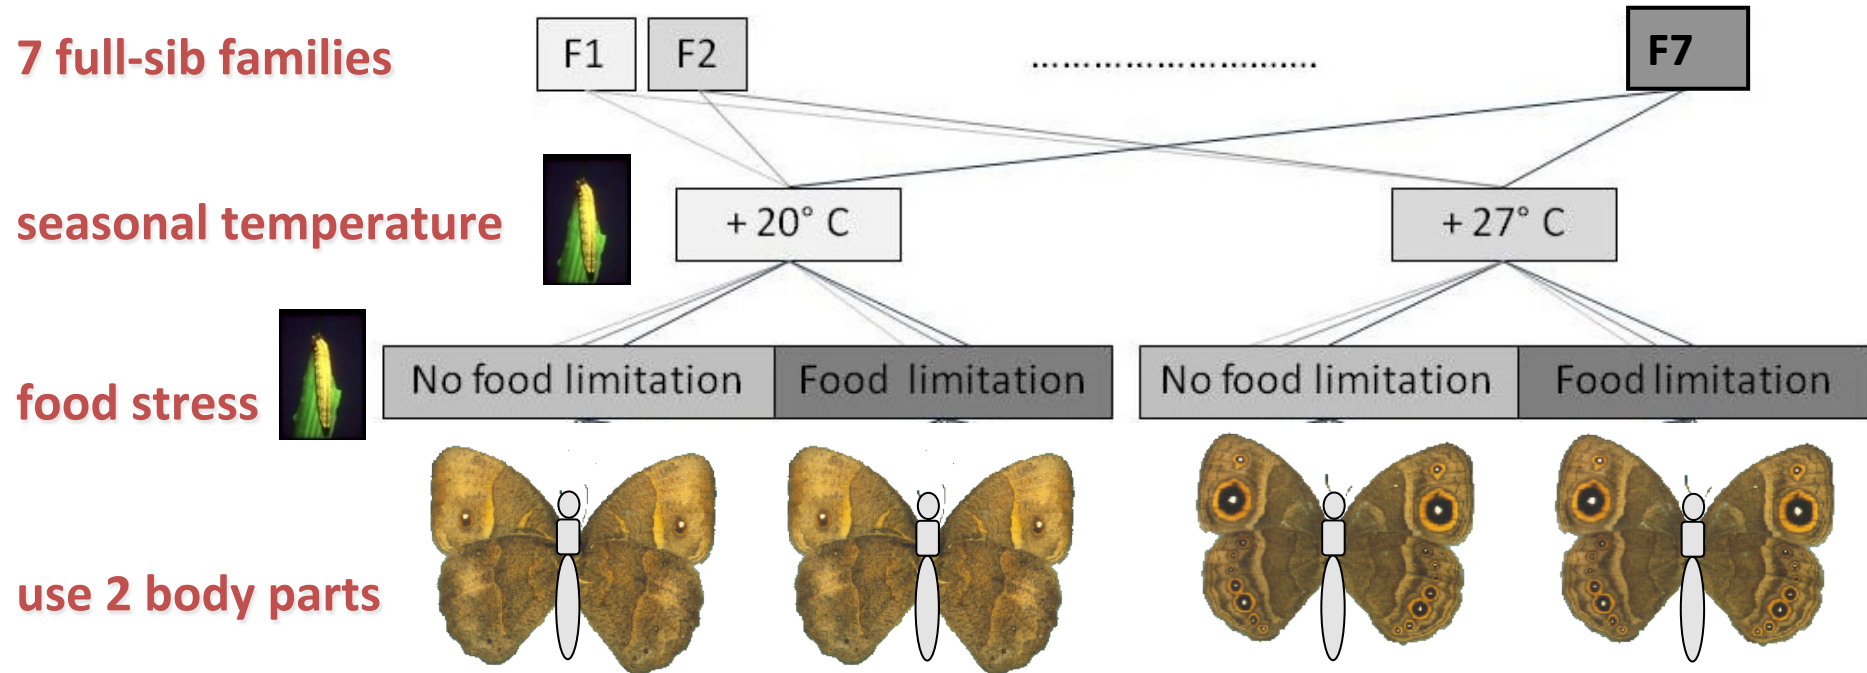 7 full-sib families
F1
F2
…………………………
F7
seasonal temperature
+ 20° C
+ 27° C
food stress
No food limitation
Food limitation
No food limitation
Food limitation
use 2 body parts